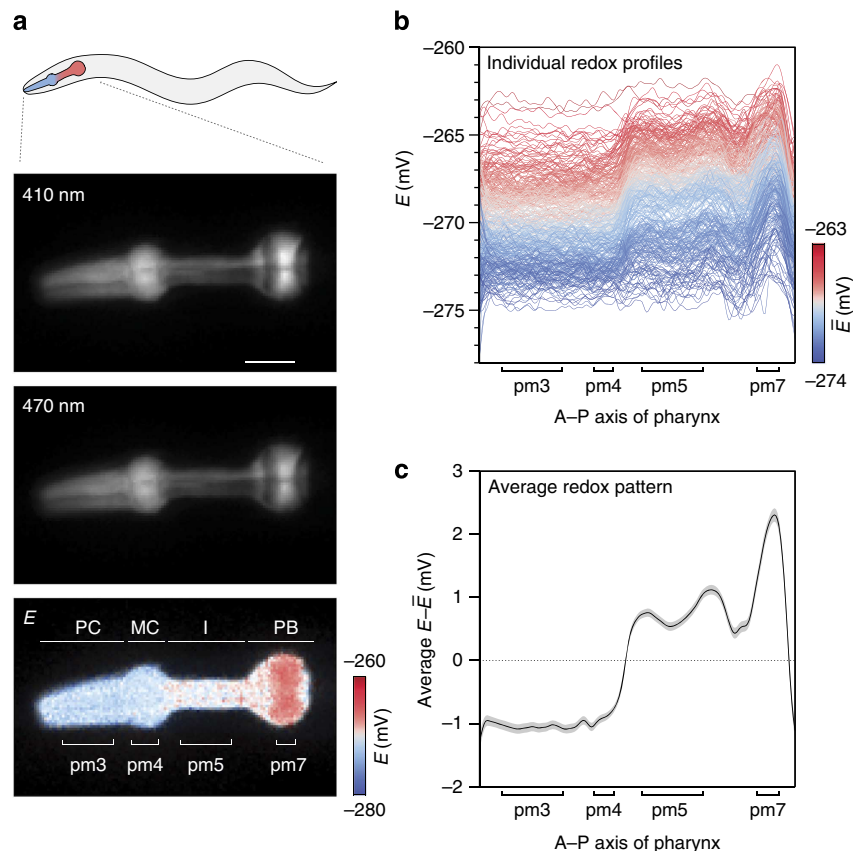 a
410 nm
470 nm
E
PC MC I PB
pm3 pm4 pm5 pm7
–260
E (mV)
–280
b
Individual redox profiles
–260
–265
–270
–275
E (mV)
pm3 pm4 pm5 pm7
A–P axis of pharynx
–263
E̅ (mV)
–274
c
Average redox pattern
3
2
1
0
–1
–2
Average E–E̅ (mV)
pm3 pm4 pm5 pm7
A–P axis of pharynx